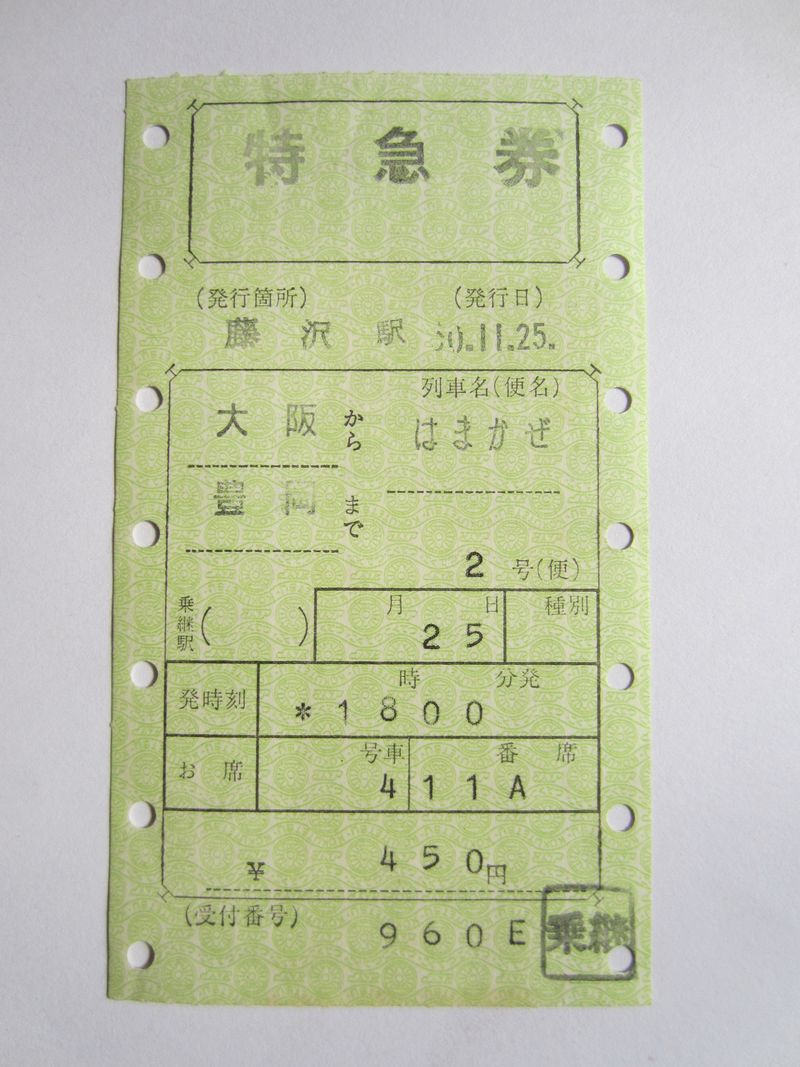 特急券
(発行箇所) (発行日)
藤沢駅 50.11.25.
列車名(便名)
大阪から はまかぜ
豊岡まで
2 号(便)
乗継駅( ) 月 日 種別
25
時 分発
発時刻 *1800
号車 番 席
お席 4 11A
¥ 450円
(受付番号) 960E 乗継